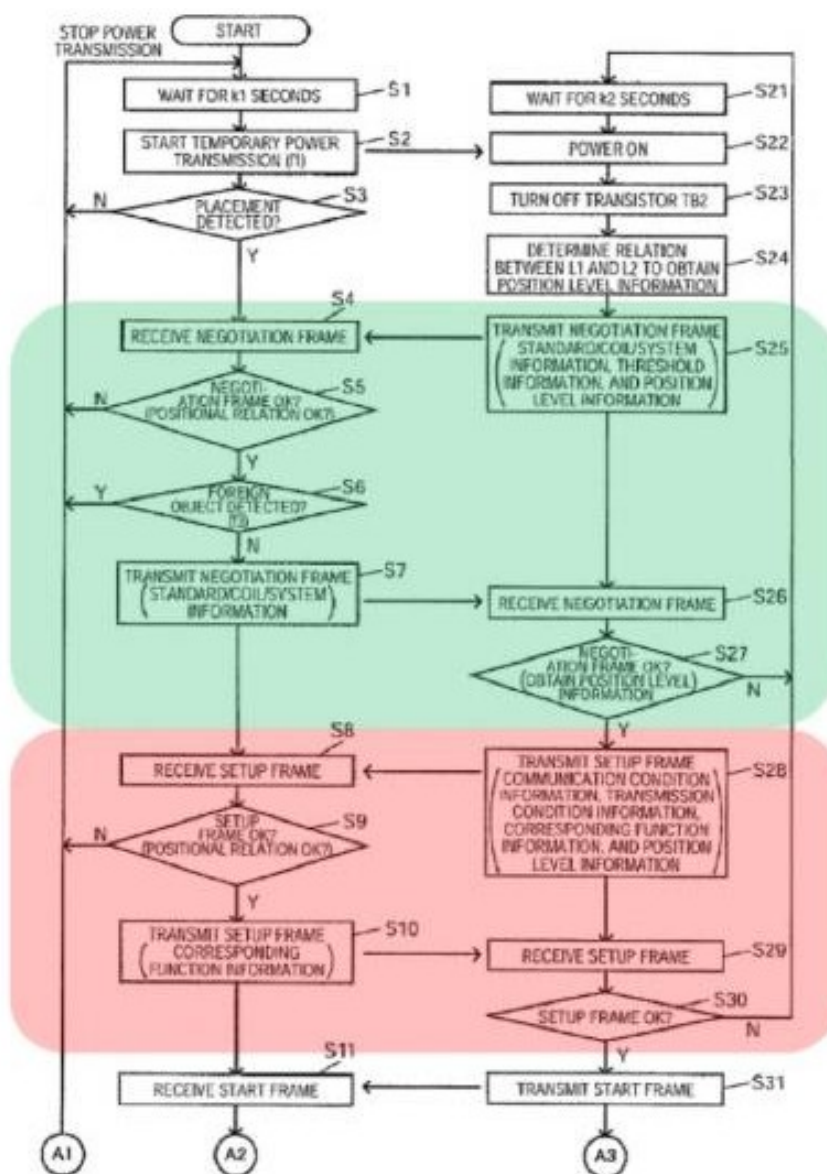 STOP POWER
TRANSMISSION
START
WAIT FOR k1 SECONDS
S1
START TEMPORARY POWER
TRANSMISSION (f1)
S2
PLACEMENT
DETECTED?
S3
N
Y
WAIT FOR k2 SECONDS
S21
POWER ON
S22
TURN OFF TRANSISTOR TB2
S23
DETERMINE RELATION
BETWEEN L1 AND L2 TO OBTAIN
POSITION LEVEL INFORMATION
S24
S4
RECEIVE NEGOTIATION FRAME
TRANSMIT NEGOTIATION FRAME
(STANDARD/COIL/SYSTEM
INFORMATION, THRESHOLD
INFORMATION, AND POSITION
LEVEL INFORMATION)
S25
NEGOTI-
ATION FRAME OK?
(POSITIONAL RELATION OK?)
S5
N
Y
FOREIGN
OBJECT DETECTED?
S6
Y
N
TRANSMIT NEGOTIATION FRAME
(STANDARD/COIL/SYSTEM
INFORMATION)
S7
RECEIVE NEGOTIATION FRAME
S26
NEGOTI-
ATION FRAME OK?
(OBTAIN POSITION LEVEL)
INFORMATION
S27
N
Y
S8
RECEIVE SETUP FRAME
TRANSMIT SETUP FRAME
(COMMUNICATION CONDITION
INFORMATION, TRANSMISSION
CONDITION INFORMATION,
CORRESPONDING FUNCTION
INFORMATION, AND POSITION
LEVEL INFORMATION)
S28
SETUP
FRAME OK?
(POSITIONAL RELATION OK?)
S9
N
Y
TRANSMIT SETUP FRAME
(CORRESPONDING
FUNCTION INFORMATION)
S10
RECEIVE SETUP FRAME
S29
SETUP FRAME OK?
S30
N
Y
S11
RECEIVE START FRAME
TRANSMIT START FRAME
S31
A1
A2
A3